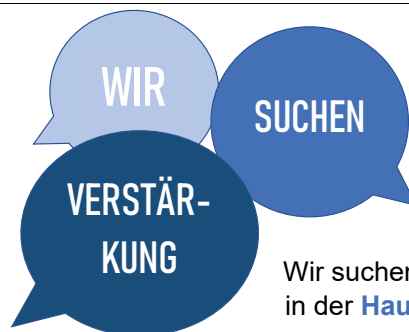 WIR
SUCHEN
VERSTÄR-
KUNG
Wir suchen
in der